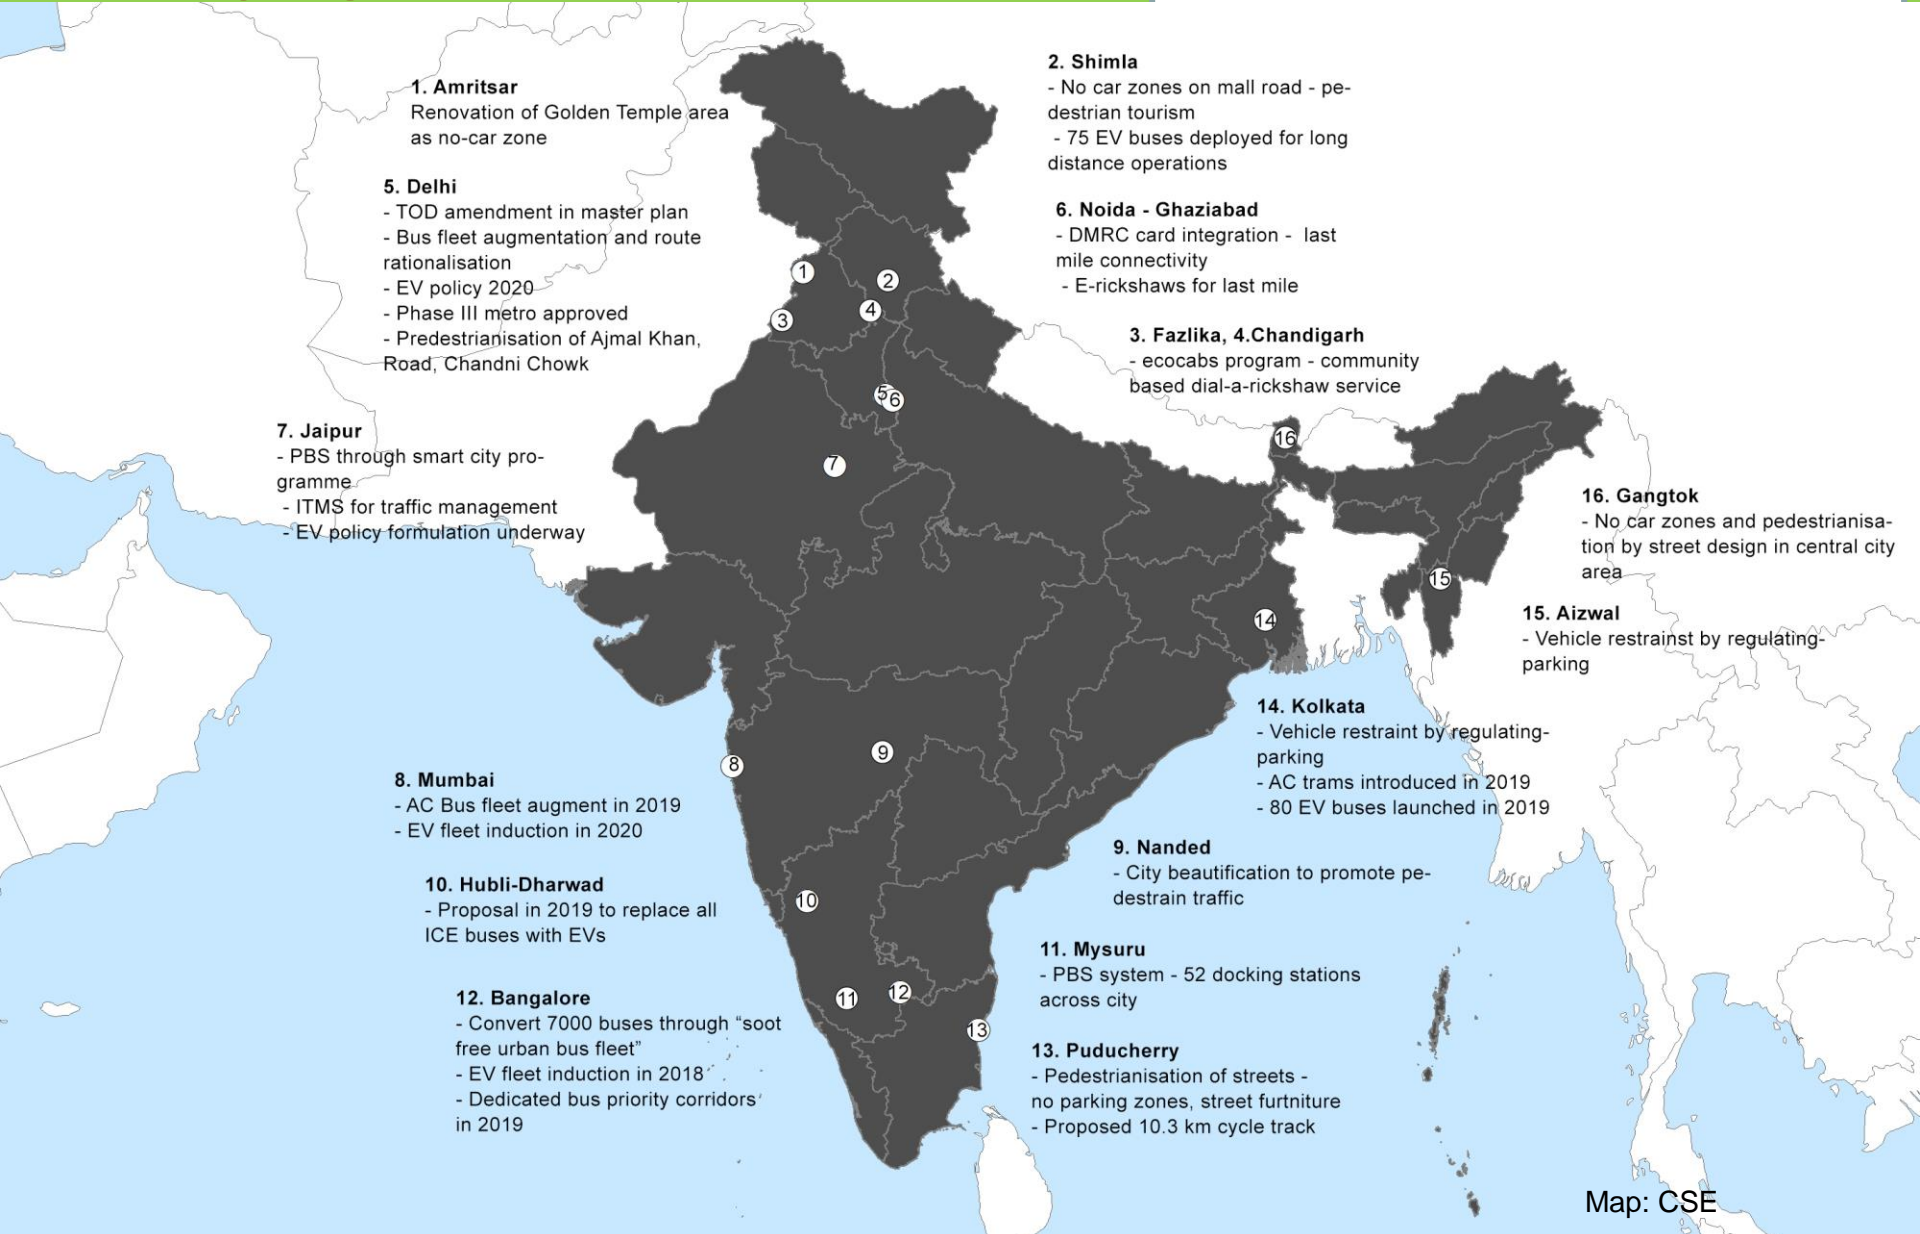 1. Amritsar
Renovation of Golden Temple area
as no-car zone
2. Shimla
- No car zones on mall road - pe-
destrian tourism
- 75 EV buses deployed for long
distance operations
5. Delhi
- TOD amendment in master plan
- Bus fleet augmentation and route
rationalisation
- EV policy 2020
- Phase III metro approved
- Predestrianisation of Ajmal Khan,
Road, Chandni Chowk
6. Noida - Ghaziabad
- DMRC card integration - last
mile connectivity
- E-rickshaws for last mile
3. Fazlika, 4.Chandigarh
- ecocabs program - community
based dial-a-rickshaw service
7. Jaipur
- PBS through smart city pro-
gramme
- ITMS for traffic management
- EV policy formulation underway
16. Gangtok
- No car zones and pedestrianisa-
tion by street design in central city
area
15. Aizwal
- Vehicle restrainst by regulating-
parking
14. Kolkata
- Vehicle restraint by regulating-
parking
- AC trams introduced in 2019
- 80 EV buses launched in 2019
8. Mumbai
- AC Bus fleet augment in 2019
- EV fleet induction in 2020
9. Nanded
- City beautification to promote pe-
destrain traffic
10. Hubli-Dharwad
- Proposal in 2019 to replace all
ICE buses with EVs
11. Mysuru
- PBS system - 52 docking stations
across city
12. Bangalore
- Convert 7000 buses through “soot
free urban bus fleet”
- EV fleet induction in 2018
- Dedicated bus priority corridors
in 2019
13. Puducherry
- Pedestrianisation of streets -
no parking zones, street furtniture
- Proposed 10.3 km cycle track
1
2
3
4
5
6
7
16
15
14
9
8
10
11
12
13
Map: CSE